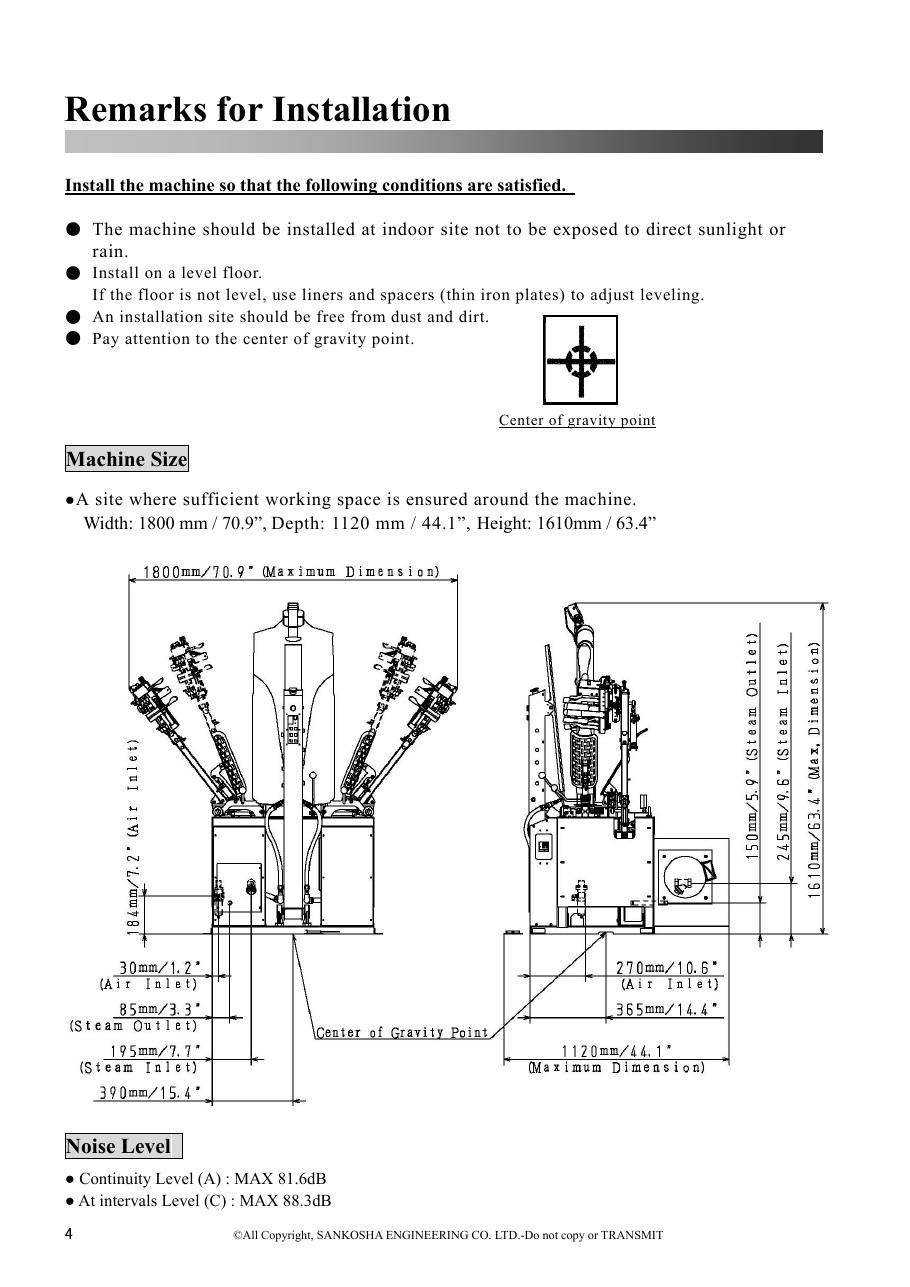 Remarks for Installation
Install the machine so that the following conditions are satisfied.
● The machine should be installed at indoor site not to be exposed to direct sunlight or
rain.
● Install on a level floor.
If the floor is not level, use liners and spacers (thin iron plates) to adjust leveling.
● An installation site should be free from dust and dirt.
● Pay attention to the center of gravity point.
Center of gravity point
Machine Size
●A site where sufficient working space is ensured around the machine.
Width: 1800 mm / 70.9”, Depth: 1120 mm / 44.1”, Height: 1610mm / 63.4”
1800mm/70.9" (Maximum Dimension)
184mm/7.2" (Air Inlet)
150mm/5.9" (Steam Outlet)
245mm/9.6" (Steam Inlet)
1610mm/63.4" (Max, Dimension)
30mm/1.2"
(Air Inlet)
85mm/3.3"
(Steam Outlet)
195mm/7.7"
(Steam Inlet)
390mm/15.4"
Center of Gravity Point
270mm/10.6"
(Air Inlet)
365mm/14.4"
1120mm/44.1"
(Maximum Dimension)
Noise Level
● Continuity Level (A) : MAX 81.6dB
● At intervals Level (C) : MAX 88.3dB
4
©All Copyright, SANKOSHA ENGINEERING CO. LTD.-Do not copy or TRANSMIT